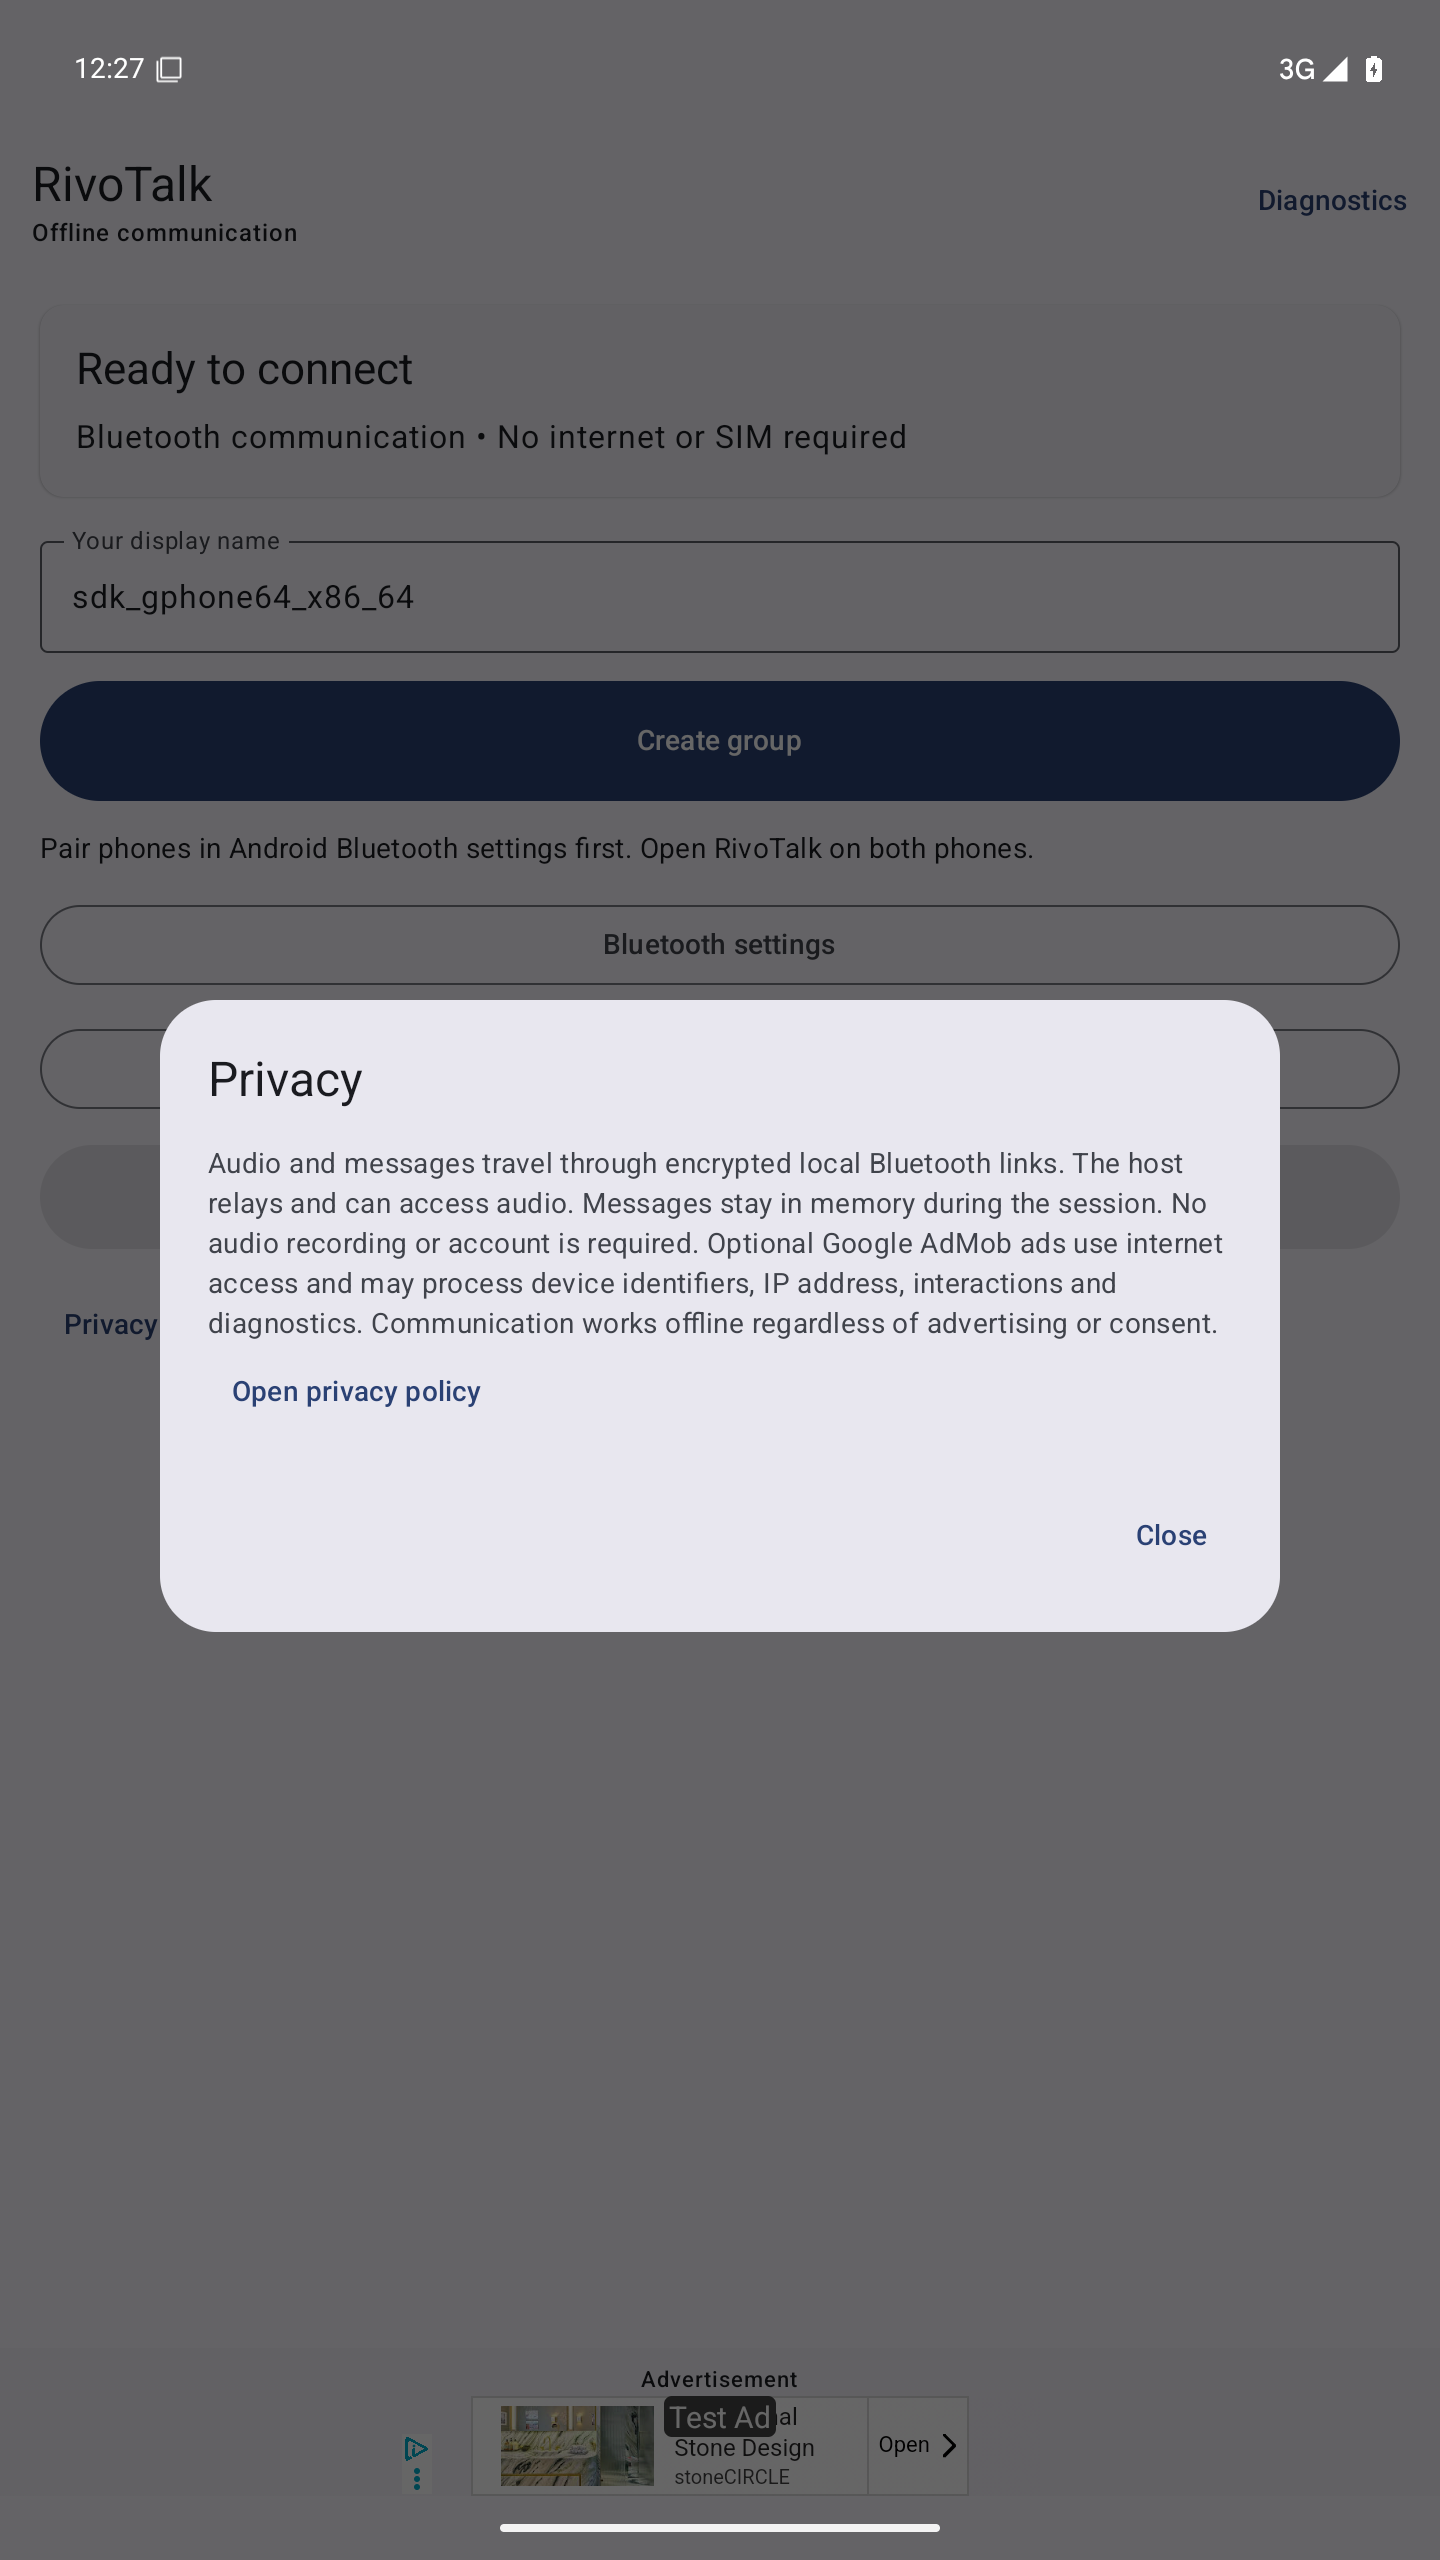 12:27
3G
RivoTalk
Offline communication
Diagnostics
Ready to connect
Bluetooth communication • No internet or SIM required
Your display name
sdk_gphone64_x86_64
Create group
Pair phones in Android Bluetooth settings first. Open RivoTalk on both phones.
Bluetooth settings
Privacy
Audio and messages travel through encrypted local Bluetooth links. The host
relays and can access audio. Messages stay in memory during the session. No
audio recording or account is required. Optional Google AdMob ads use internet
access and may process device identifiers, IP address, interactions and
diagnostics. Communication works offline regardless of advertising or consent.
Privacy
Open privacy policy
Close
Advertisement
Test Ad
Stone Design
stoneCIRCLE
Open